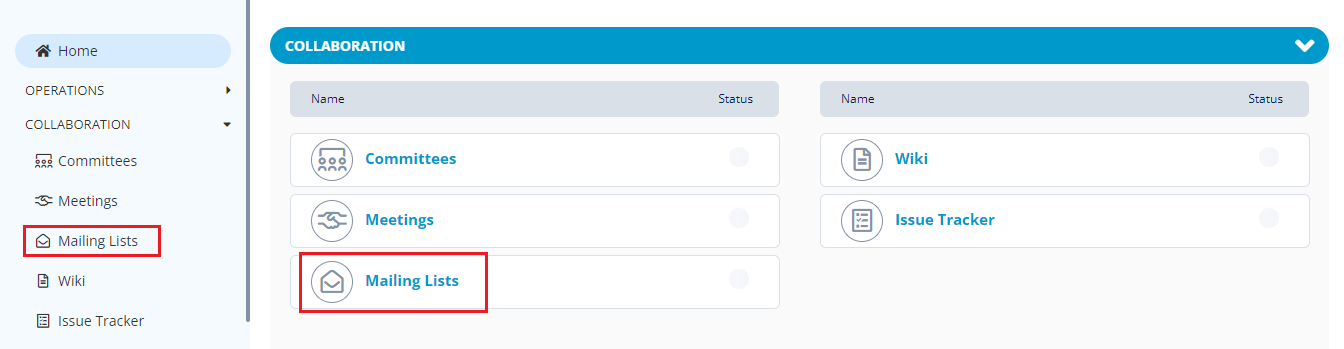 Home
OPERATIONS
COLLABORATION
Committees
Meetings
Mailing Lists
Wiki
Issue Tracker
COLLABORATION
Name Status
Committees
Meetings
Mailing Lists
Name Status
Wiki
Issue Tracker